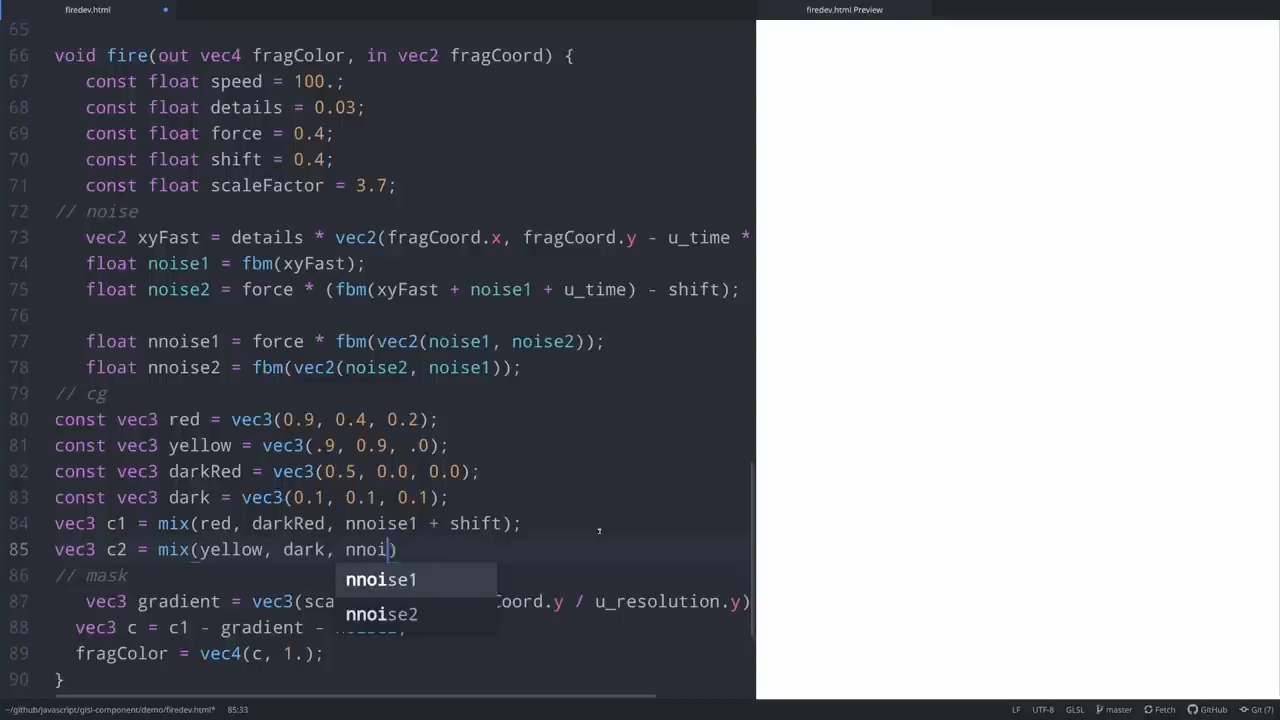 firedev.html
firedev.html Preview
65
66 void fire(out vec4 fragColor, in vec2 fragCoord) {
67 const float speed = 100.;
68 const float details = 0.03;
69 const float force = 0.4;
70 const float shift = 0.4;
71 const float scaleFactor = 3.7;
72 // noise
73 vec2 xyFast = details * vec2(fragCoord.x, fragCoord.y - u_time *
74 float noise1 = fbm(xyFast);
75 float noise2 = force * (fbm(xyFast + noise1 + u_time) - shift);
76
77 float nnoise1 = force * fbm(vec2(noise1, noise2));
78 float nnoise2 = fbm(vec2(noise2, noise1));
79 // cg
80 const vec3 red = vec3(0.9, 0.4, 0.2);
81 const vec3 yellow = vec3(.9, 0.9, .0);
82 const vec3 darkRed = vec3(0.5, 0.0, 0.0);
83 const vec3 dark = vec3(0.1, 0.1, 0.1);
84 vec3 c1 = mix(red, darkRed, nnoise1 + shift);
85 vec3 c2 = mix(yellow, dark, nnoi)
86 // mask
nnoise1
87 vec3 gradient = vec3(sca oord.y / u_resolution.y)
nnoise2
88 vec3 c = c1 - gradient -
89 fragColor = vec4(c, 1.);
90 }
~/github/javascript/glsl-component/demo/firedev.html* 85:33 LF UTF-8 GLSL master Fetch GitHub Git (7)